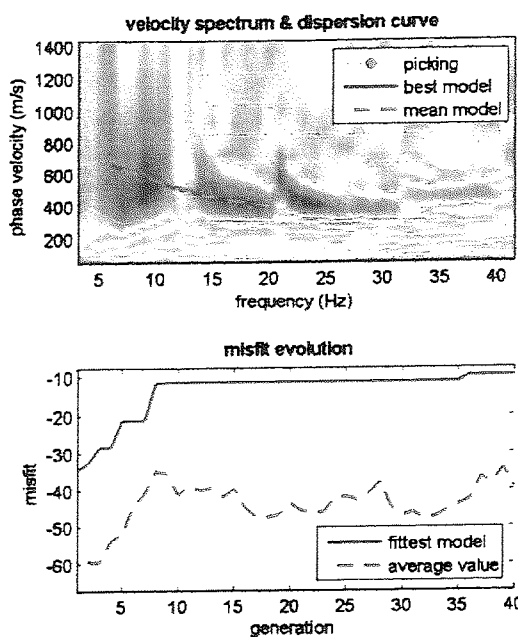 velocity spectrum & dispersion curve
1400
1200
1000
800
600
400
200
phase velocity (m/s)
picking
best model
mean model
5 10 15 20 25 30 35 40
frequency (Hz)
misfit evolution
-10
-20
-30
-40
-50
-60
misfit
fittest model
average value
5 10 15 20 25 30 35 40
generation